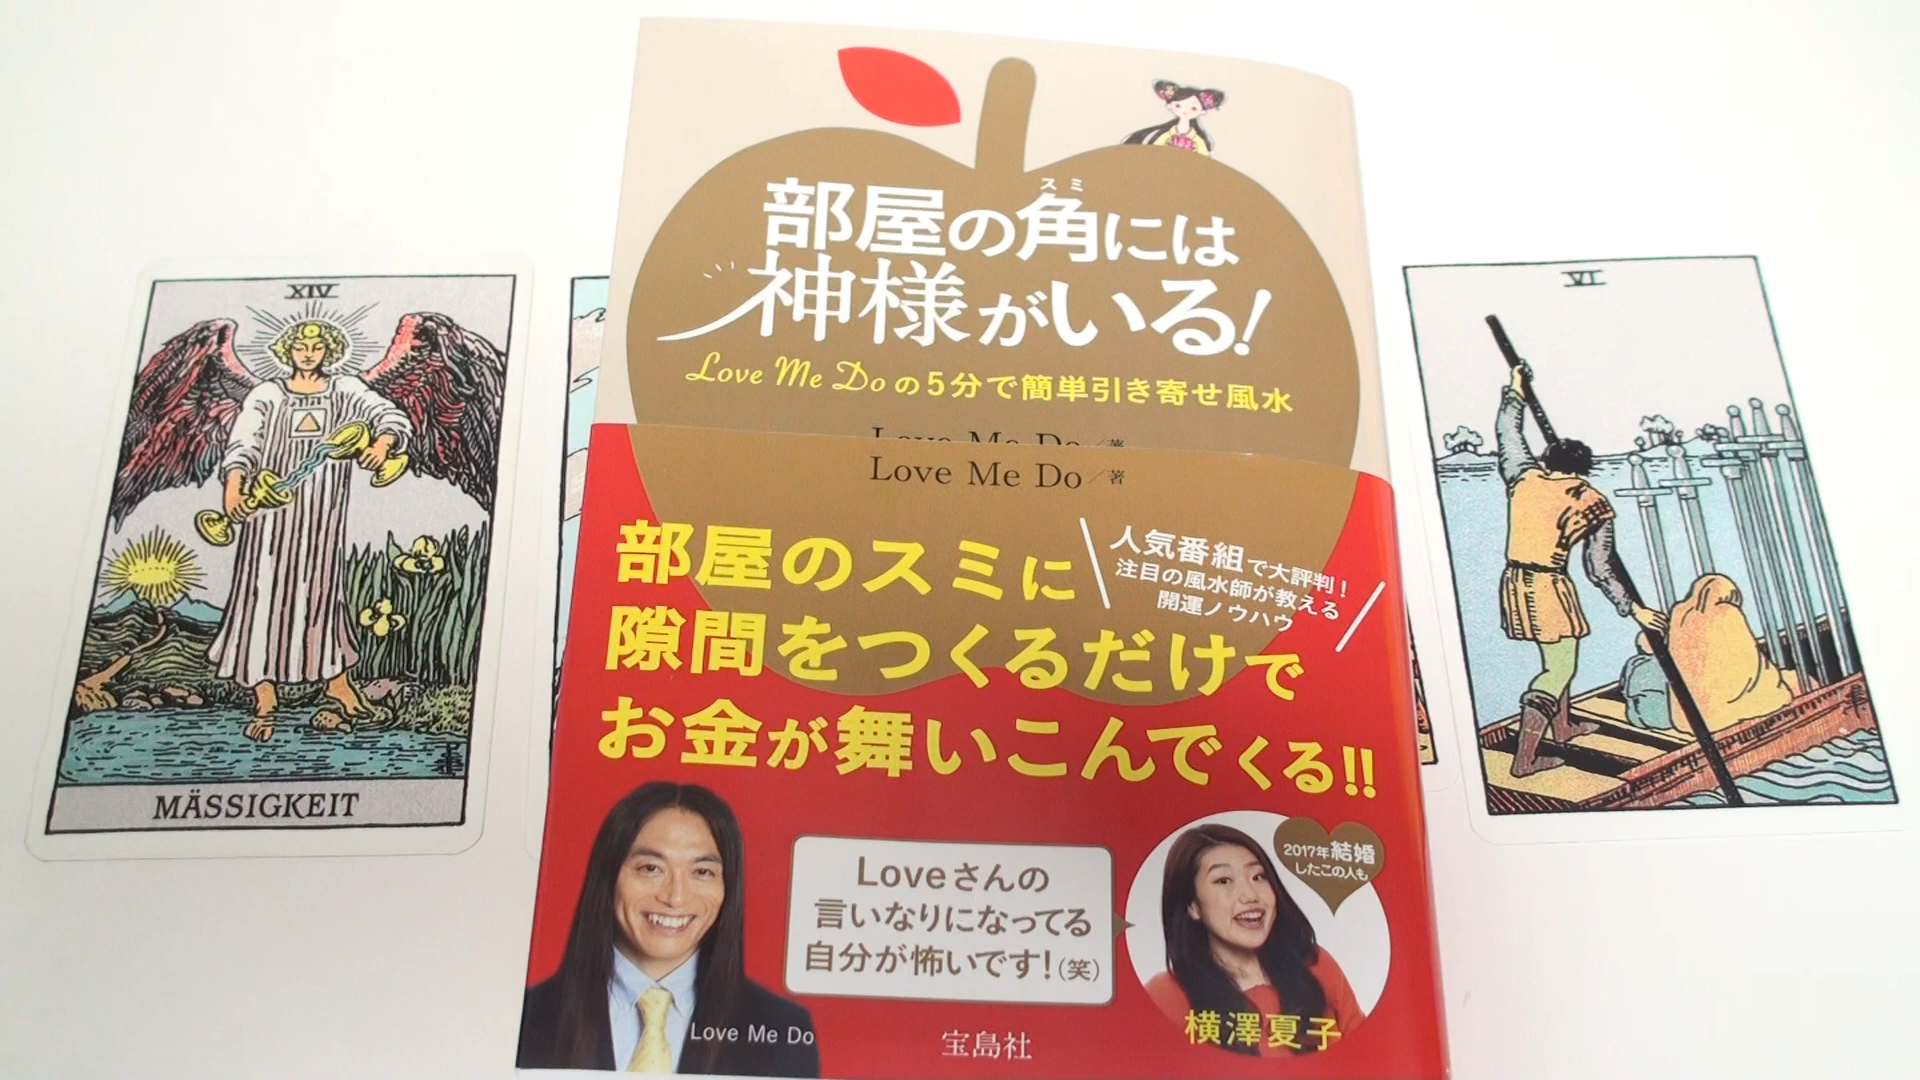 XIV
MÄSSIGKEIT
スミ
部屋の角には
神様がいる!
Love Me Doの5分で簡単引き寄せ風水
Love Me Do/著
Love Me Do/著
部屋のスミに
隙間をつくるだけで
お金が舞いこんでくる!!
人気番組で大評判!
注目の風水師が教える
開運ノウハウ
Loveさんの
言いなりになってる
自分が怖いです!(笑)
2017年結婚
したこの人も
Love Me Do
宝島社
横澤夏子
VI